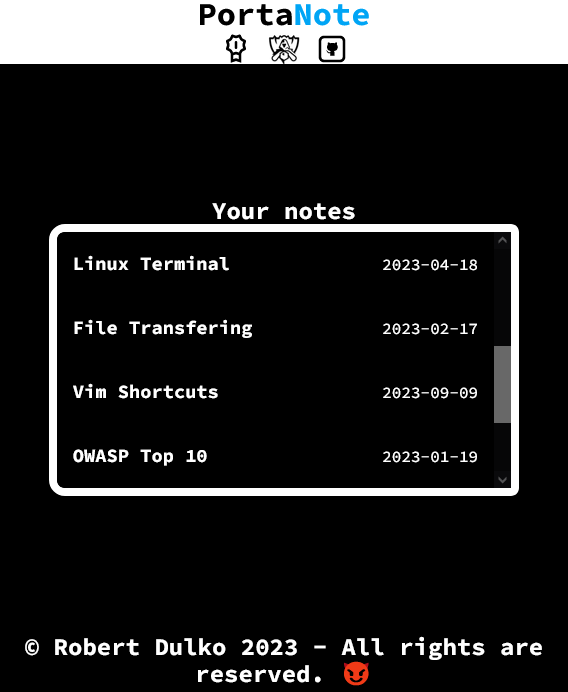 PortaNote
Your notes
Linux Terminal 2023-04-18
File Transfering 2023-02-17
Vim Shortcuts 2023-09-09
OWASP Top 10 2023-01-19
© Robert Dulko 2023 - All rights are
reserved. 😈